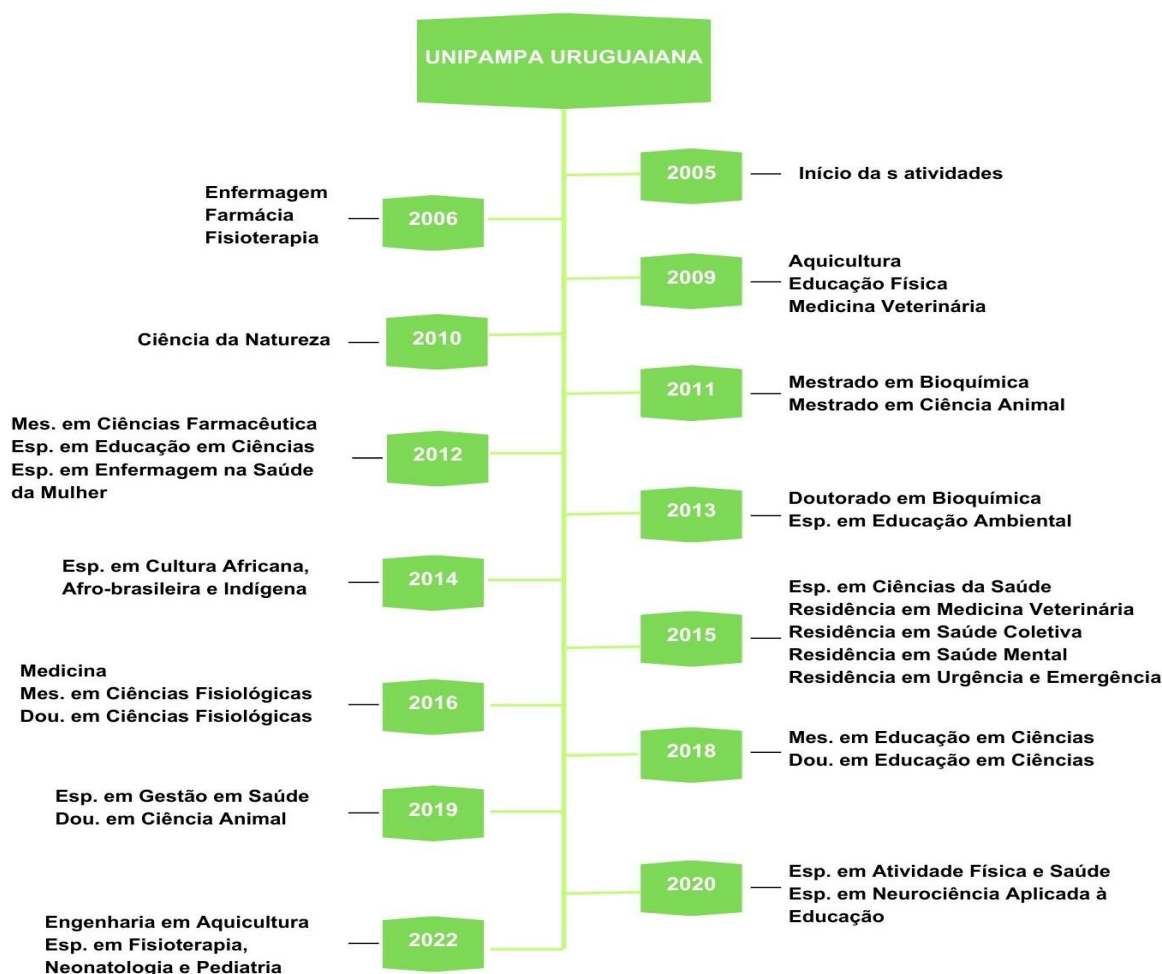 UNIPAMPA URUGUAIANA
2005
Início da s atividades
Enfermagem
Farmácia
Fisioterapia
2006
2009
Aquicultura
Educação Física
Medicina Veterinária
Ciência da Natureza
2010
2011
Mestrado em Bioquímica
Mestrado em Ciência Animal
Mes. em Ciências Farmacêutica
Esp. em Educação em Ciências
Esp. em Enfermagem na Saúde
da Mulher
2012
2013
Doutorado em Bioquímica
Esp. em Educação Ambiental
Esp. em Cultura Africana,
Afro-brasileira e Indígena
2014
2015
Esp. em Ciências da Saúde
Residência em Medicina Veterinária
Residência em Saúde Coletiva
Residência em Saúde Mental
Residência em Urgência e Emergência
Medicina
Mes. em Ciências Fisiológicas
Dou. em Ciências Fisiológicas
2016
2018
Mes. em Educação em Ciências
Dou. em Educação em Ciências
Esp. em Gestão em Saúde
Dou. em Ciência Animal
2019
2020
Esp. em Atividade Física e Saúde
Esp. em Neurociência Aplicada à
Educação
Engenharia em Aquicultura
Esp. em Fisioterapia,
Neonatologia e Pediatria
2022